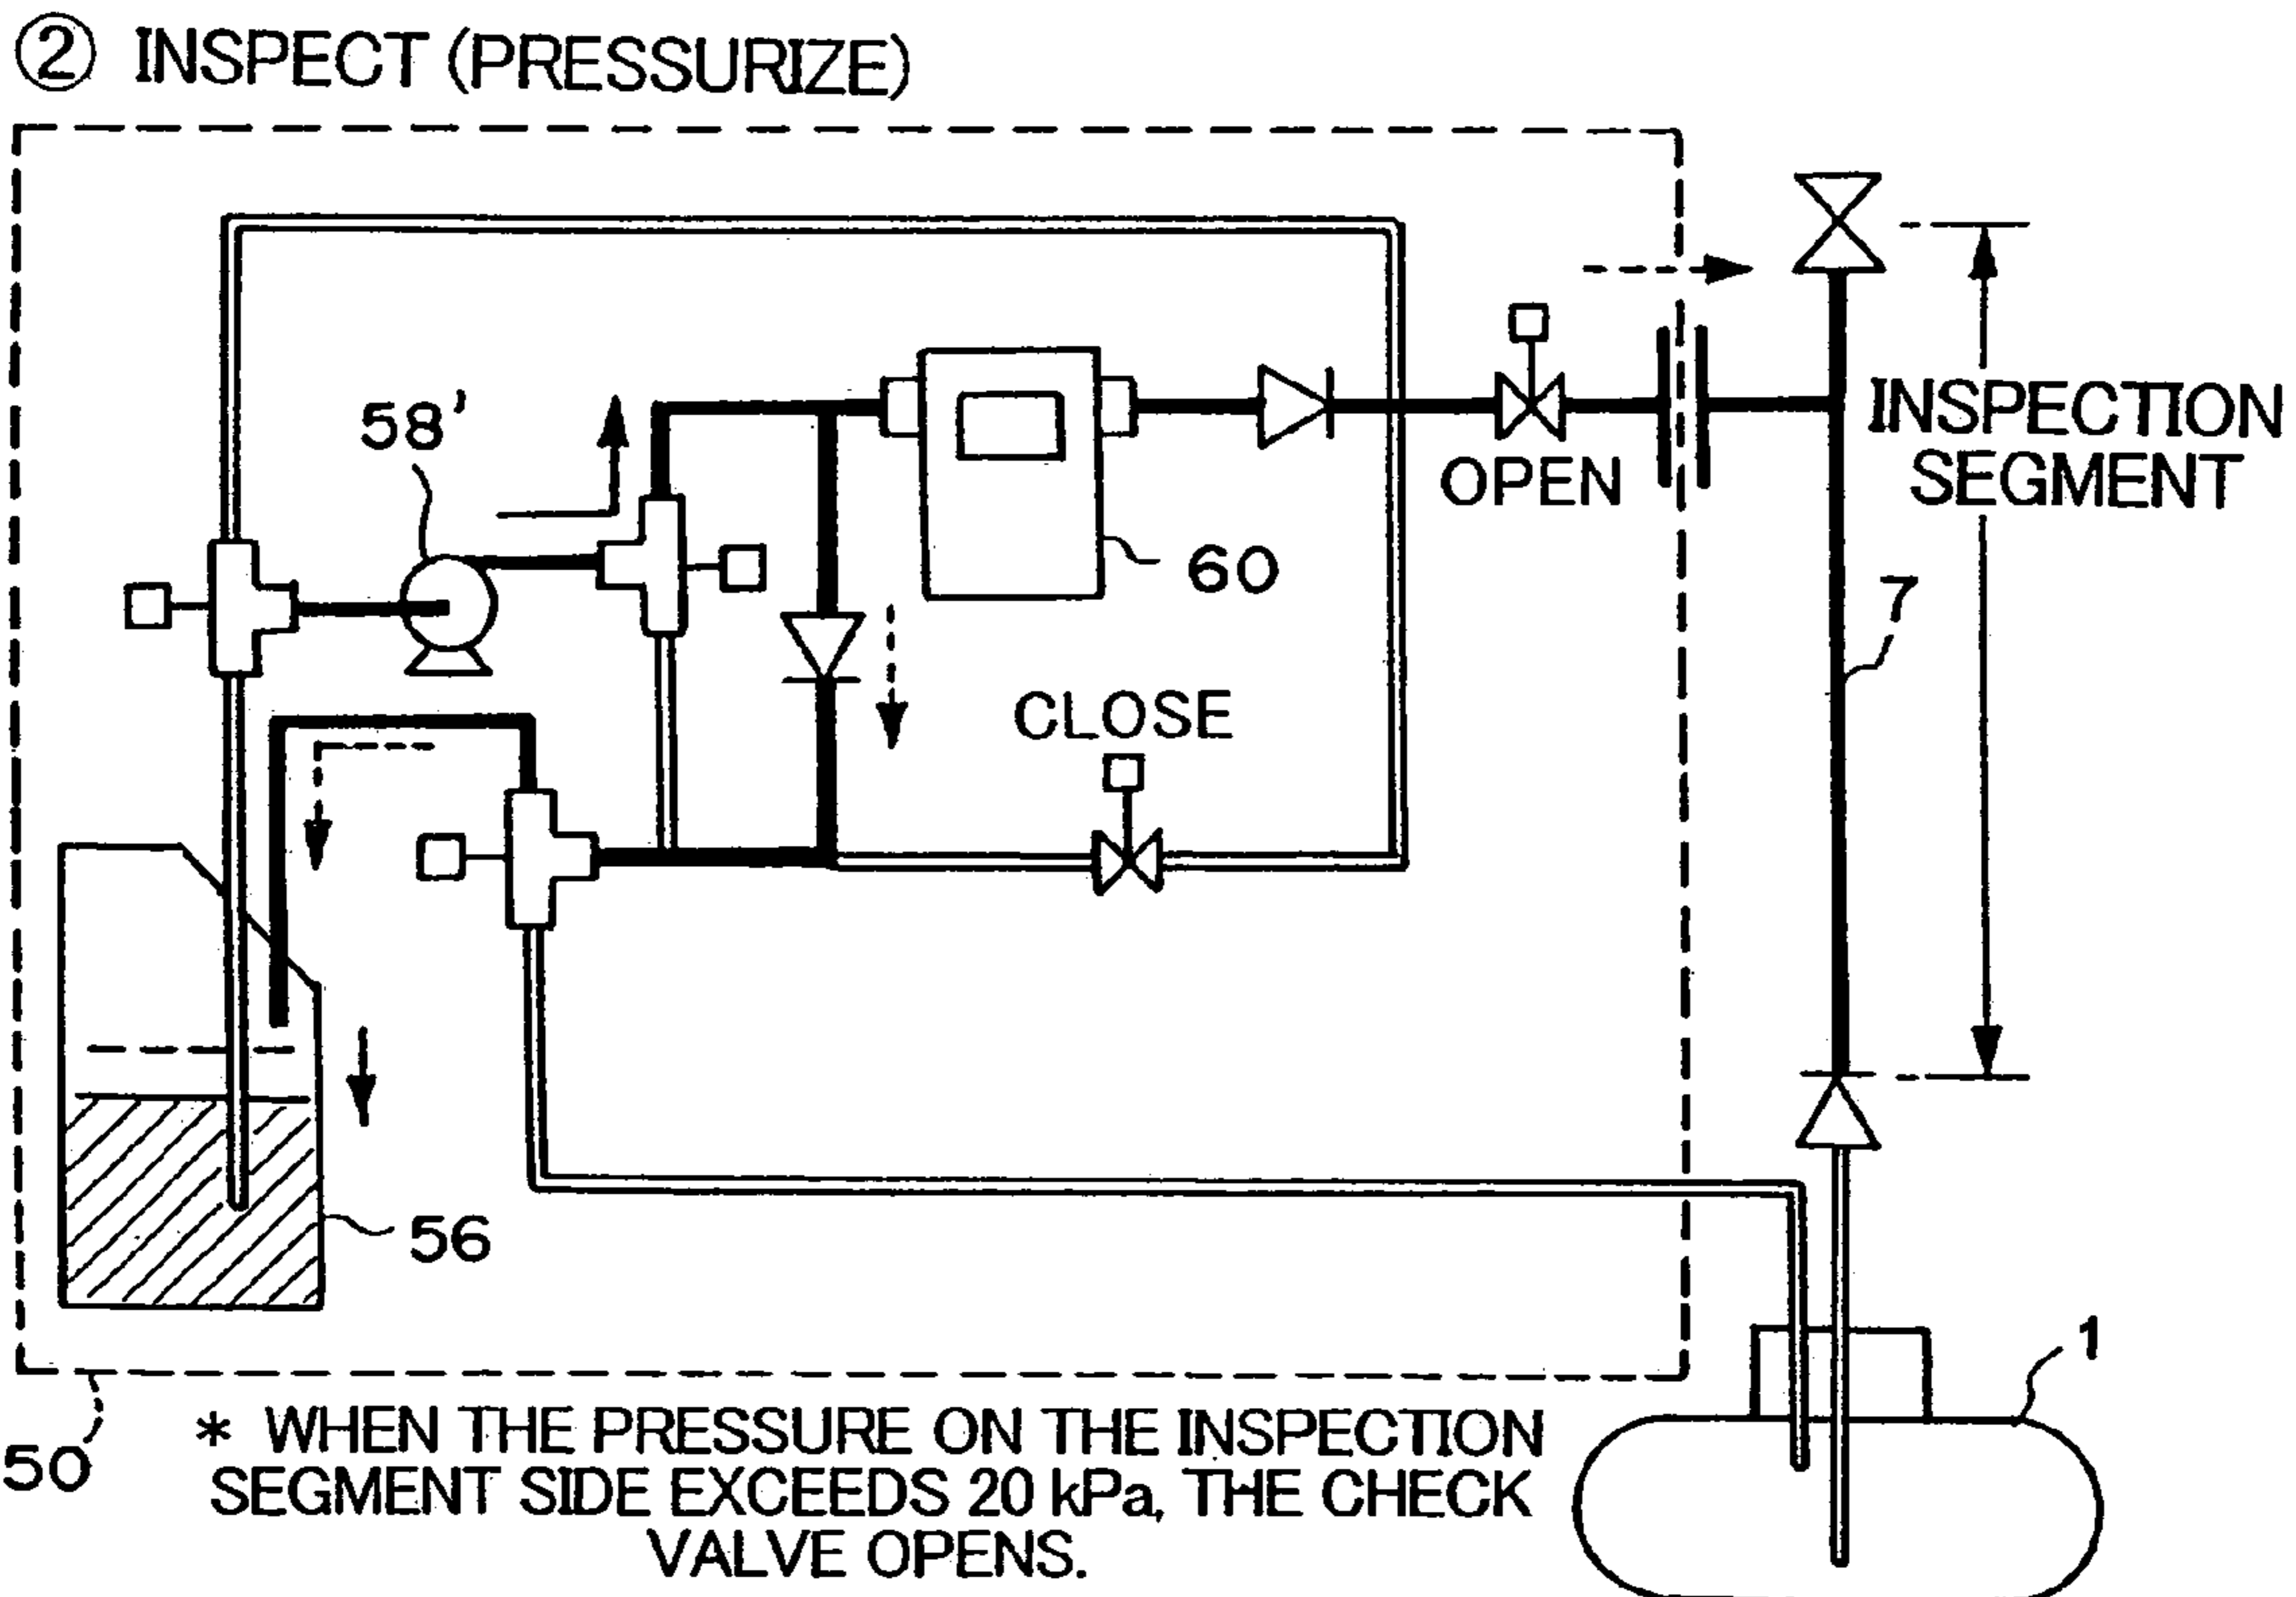 ② INSPECT (PRESSURIZE)
58'
OPEN
INSPECTION
SEGMENT
60
7
CLOSE
56
1
50
* WHEN THE PRESSURE ON THE INSPECTION
SEGMENT SIDE EXCEEDS 20 kPa, THE CHECK
VALVE OPENS.